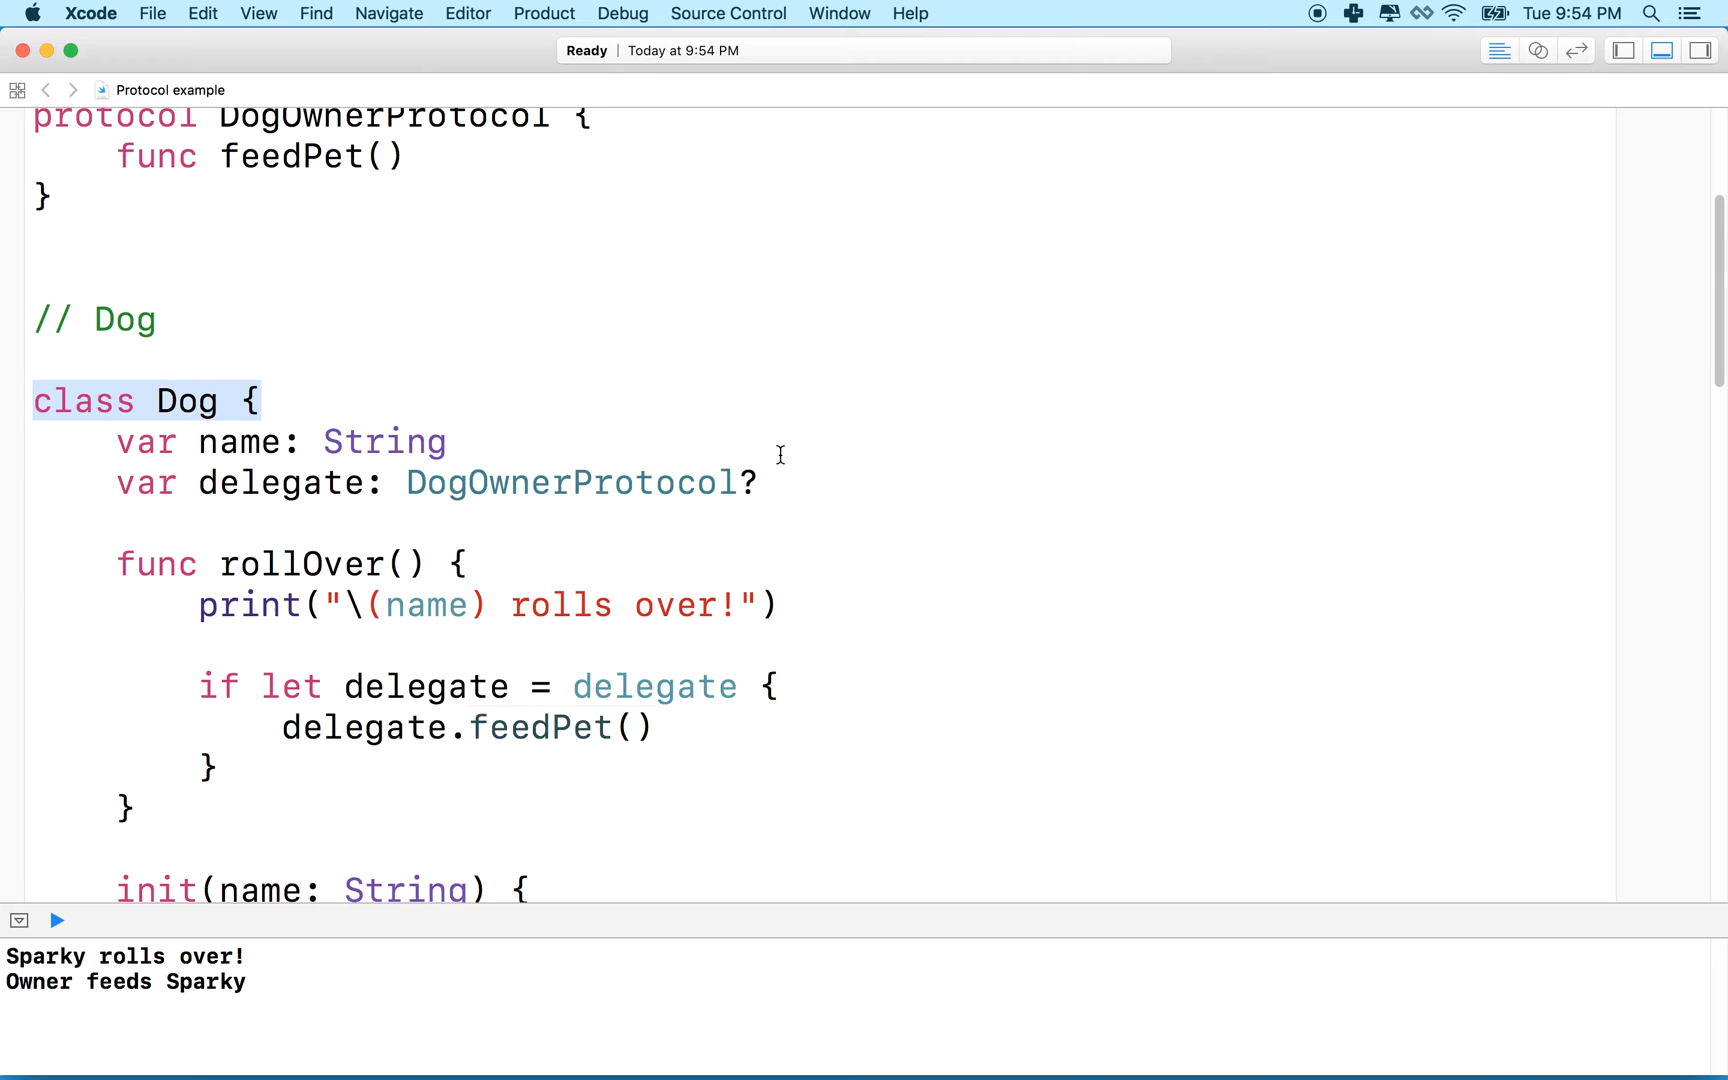 Xcode File Edit View Find Navigate Editor Product Debug Source Control Window Help Tue 9:54 PM
Ready | Today at 9:54 PM
Protocol example
protocol DogOwnerProtocol {
func feedPet()
}
// Dog
class Dog {
var name: String
var delegate: DogOwnerProtocol?
func rollOver() {
print("\(name) rolls over!")
if let delegate = delegate {
delegate.feedPet()
}
}
init(name: String) {
Sparky rolls over!
Owner feeds Sparky